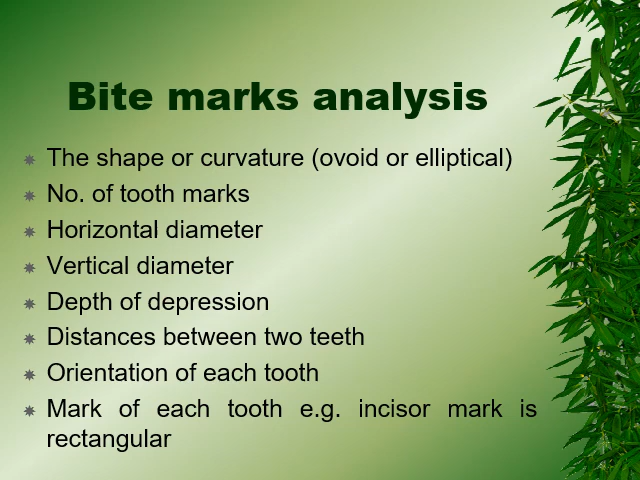 Bite marks analysis
The shape or curvature (ovoid or elliptical)
No. of tooth marks
Horizontal diameter
Vertical diameter
Depth of depression
Distances between two teeth
Orientation of each tooth
Mark of each tooth e.g. incisor mark is
rectangular